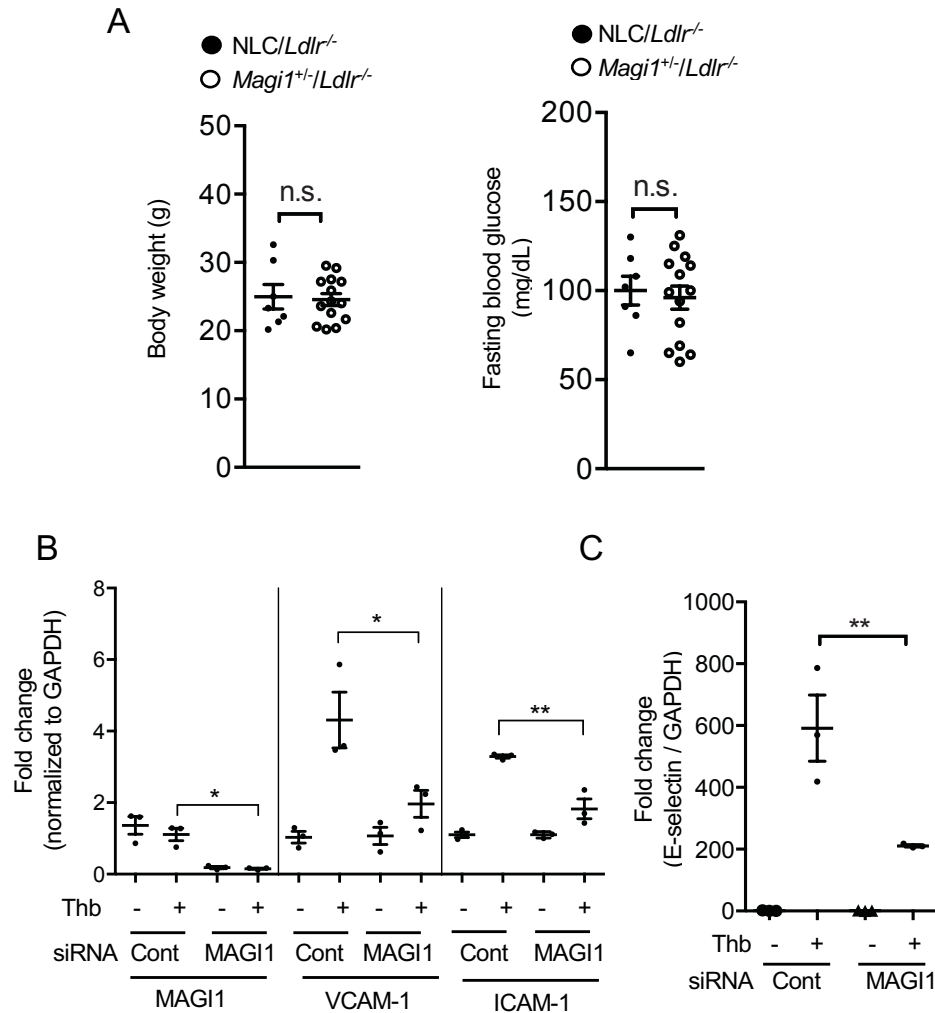 A
● NLC/Ldlr-/-
○ Magi1+/-/Ldlr-/-
50
40
30
20
10
0
Body weight (g)
n.s.
● NLC/Ldlr-/-
○ Magi1+/-/Ldlr-/-
200
150
100
50
0
Fasting blood glucose
(mg/dL)
n.s.
B
8
6
4
2
0
Fold change
(normalized to GAPDH)
* * **
Thb - + - + - + - + - + - +
siRNA Cont MAGI1 Cont MAGI1 Cont MAGI1
MAGI1 VCAM-1 ICAM-1
C
1000
800
600
400
200
0
Fold change
(E-selectin / GAPDH)
**
Thb - + - +
siRNA Cont MAGI1